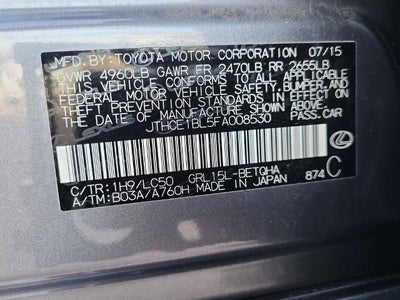 MFD.BY:TOYOTA MOTOR CORPORATION 07/15
GVWR 4960LB GAWR FR 2470LB RR 2655LB
THIS VEHICLE CONFORMS TO ALL APPLICABLE
FEDERAL MOTOR VEHICLE SAFETY, BUMPER, AND
THEFT PREVENTION STANDARDS IN EFFECT ON
THE DATE OF MANUFACTURE SHOWN ABOVE.
JTHCE1BL5FA008530 PASS.CAR
C/TR:1H9/LC50 GRL15L-BETQHA
A/TM:B03A/A760H MADE IN JAPAN 874 C